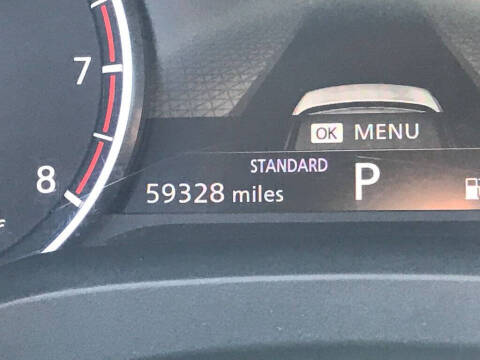 7
OK MENU
STANDARD
8
59328 miles
P